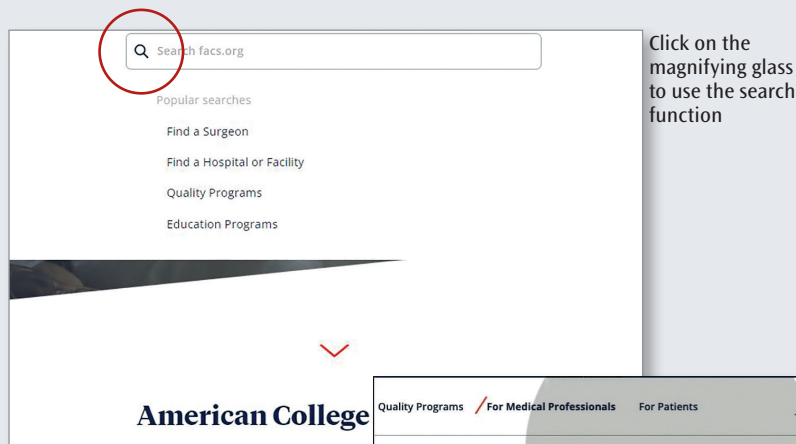 Search facs.org
Popular searches
Find a Surgeon
Find a Hospital or Facility
Quality Programs
Education Programs
Click on the
magnifying glass
to use the search
function
American College
Quality Programs For Medical Professionals For Patients